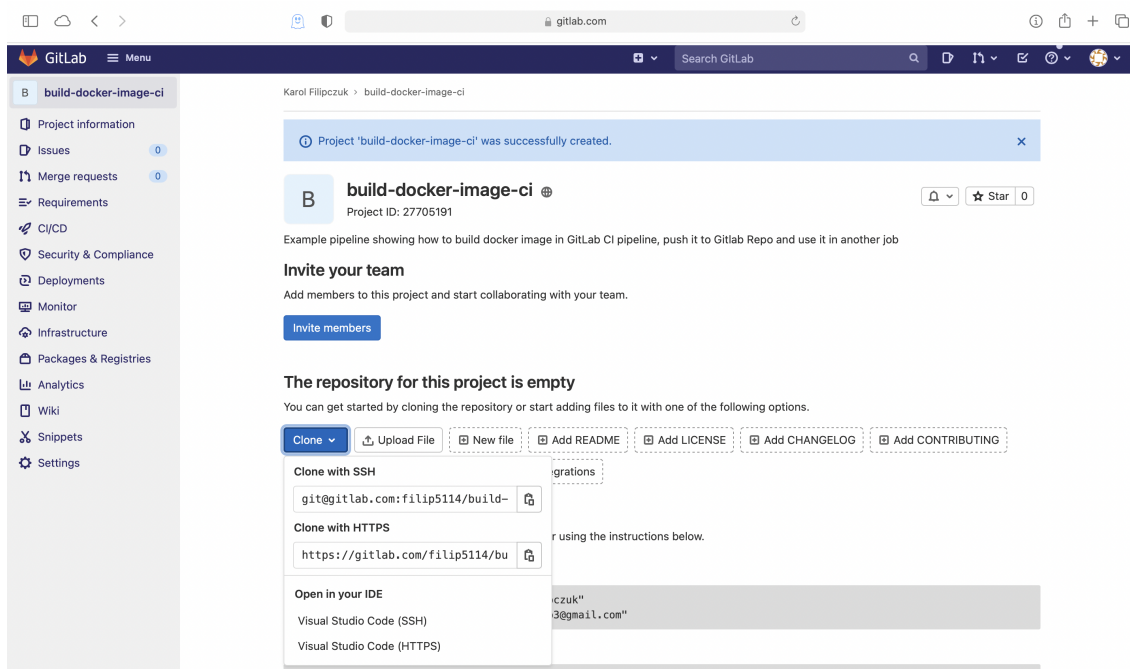 gitlab.com
GitLab
Menu
Search GitLab
B build-docker-image-ci
Project information
Issues 0
Merge requests 0
Requirements
CI/CD
Security & Compliance
Deployments
Monitor
Infrastructure
Packages & Registries
Analytics
Wiki
Snippets
Settings
Karol Filipczuk > build-docker-image-ci
Project 'build-docker-image-ci' was successfully created.
B
build-docker-image-ci
Project ID: 27705191
Star 0
Example pipeline showing how to build docker image in GitLab CI pipeline, push it to Gitlab Repo and use it in another job
Invite your team
Add members to this project and start collaborating with your team.
Invite members
The repository for this project is empty
You can get started by cloning the repository or start adding files to it with one of the following options.
Clone Upload File New file Add README Add LICENSE Add CHANGELOG Add CONTRIBUTING
egrations
Clone with SSH
git@gitlab.com:filip5114/build-
Clone with HTTPS
https://gitlab.com/filip5114/bu
r using the instructions below.
Open in your IDE
czuk"
3@gmail.com"
Visual Studio Code (SSH)
Visual Studio Code (HTTPS)